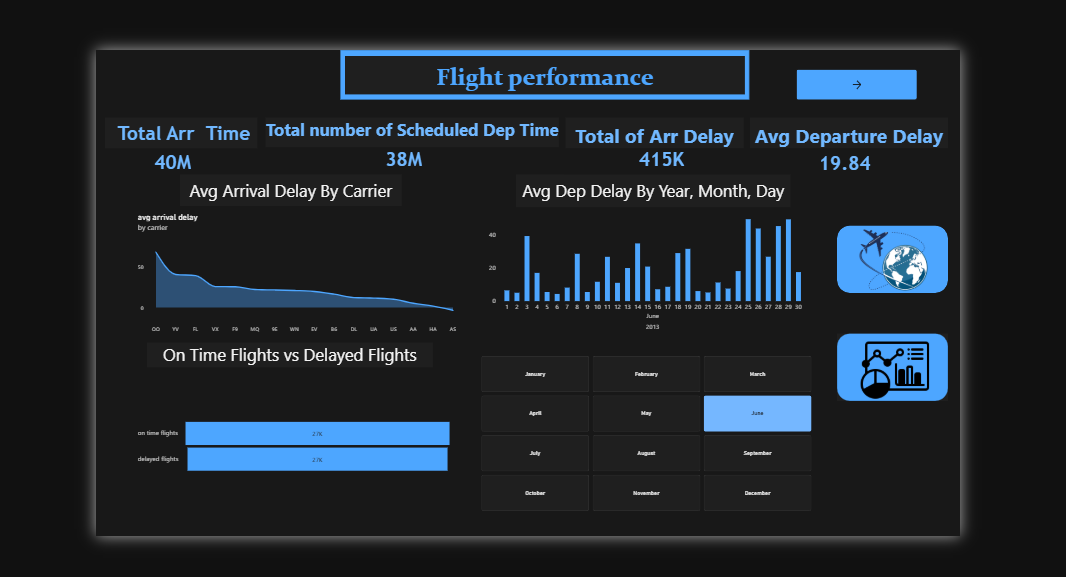 Flight performance
Total Arr Time
Total number of Scheduled Dep Time
Total of Arr Delay
Avg Departure Delay
40M
38M
415K
19.84
Avg Arrival Delay By Carrier
Avg Dep Delay By Year, Month, Day
avg arrival delay
by carrier
50
0
OO YV FL VX F9 MQ 9E WN EV B6 DL UA US AA HA AS
40
20
0
1 2 3 4 5 6 7 8 9 10 11 12 13 14 15 16 17 18 19 20 21 22 23 24 25 26 27 28 29 30
June
2013
On Time Flights vs Delayed Flights
on time flights
27K
delayed flights
27K
January February March
April May June
July August September
October November December